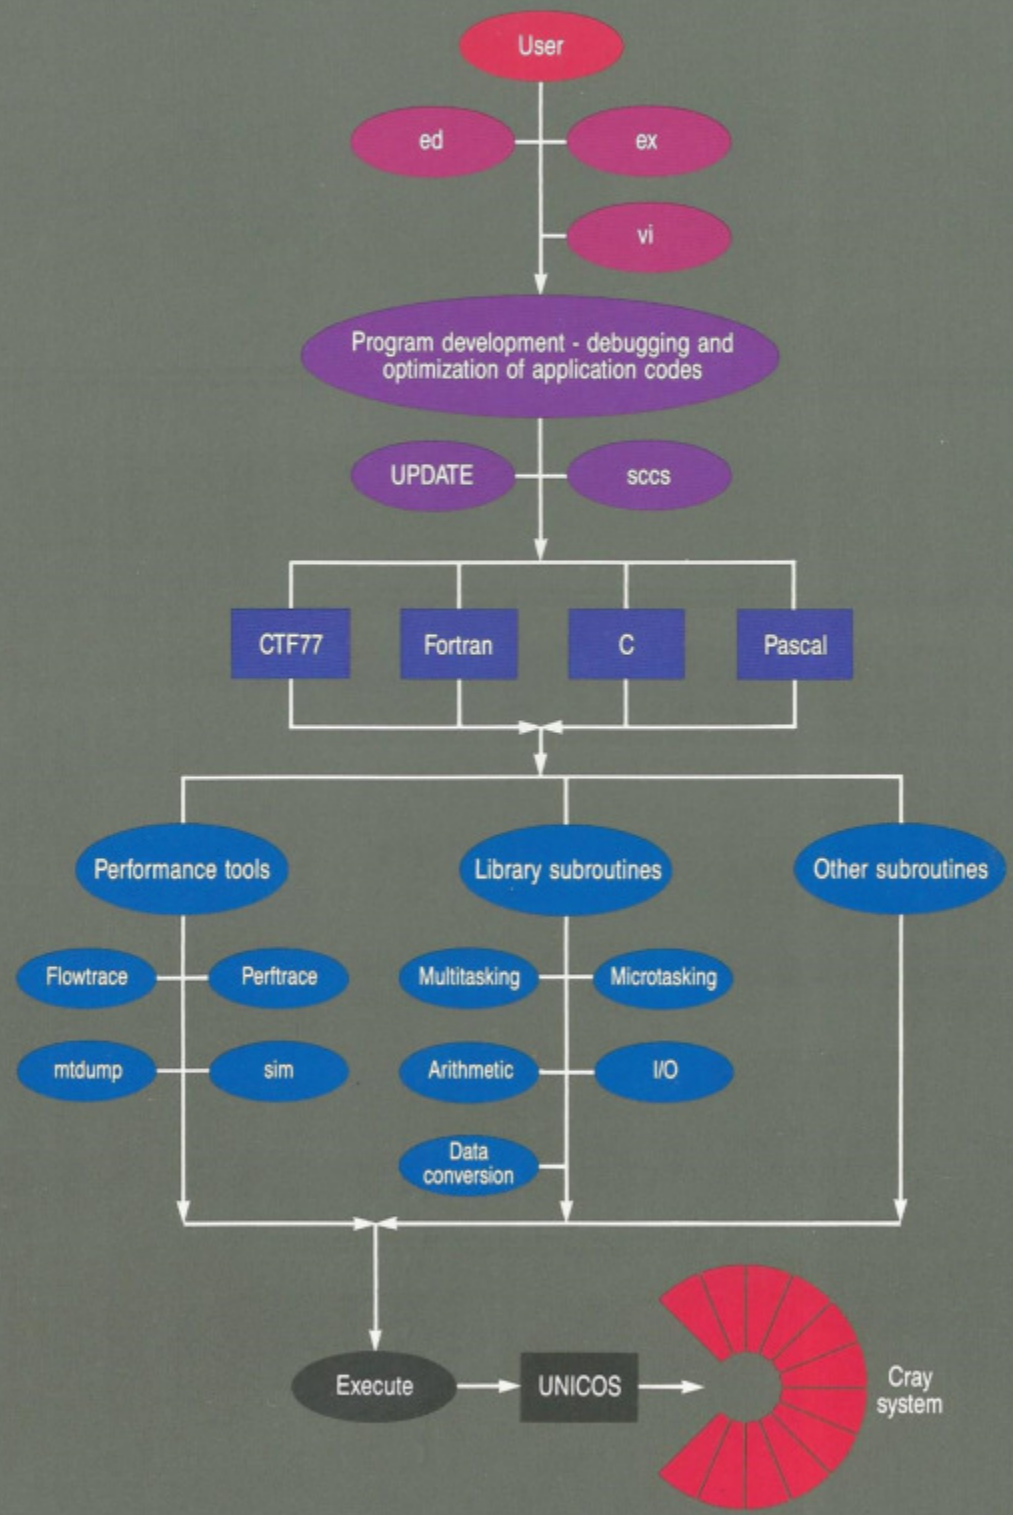 User
ed
ex
vi
Program development - debugging and
optimization of application codes
UPDATE
sccs
CTF77
Fortran
C
Pascal
Performance tools
Library subroutines
Other subroutines
Flowtrace
Perftrace
Multitasking
Microtasking
mtdump
sim
Arithmetic
I/O
Data
conversion
Execute
UNICOS
Cray
system